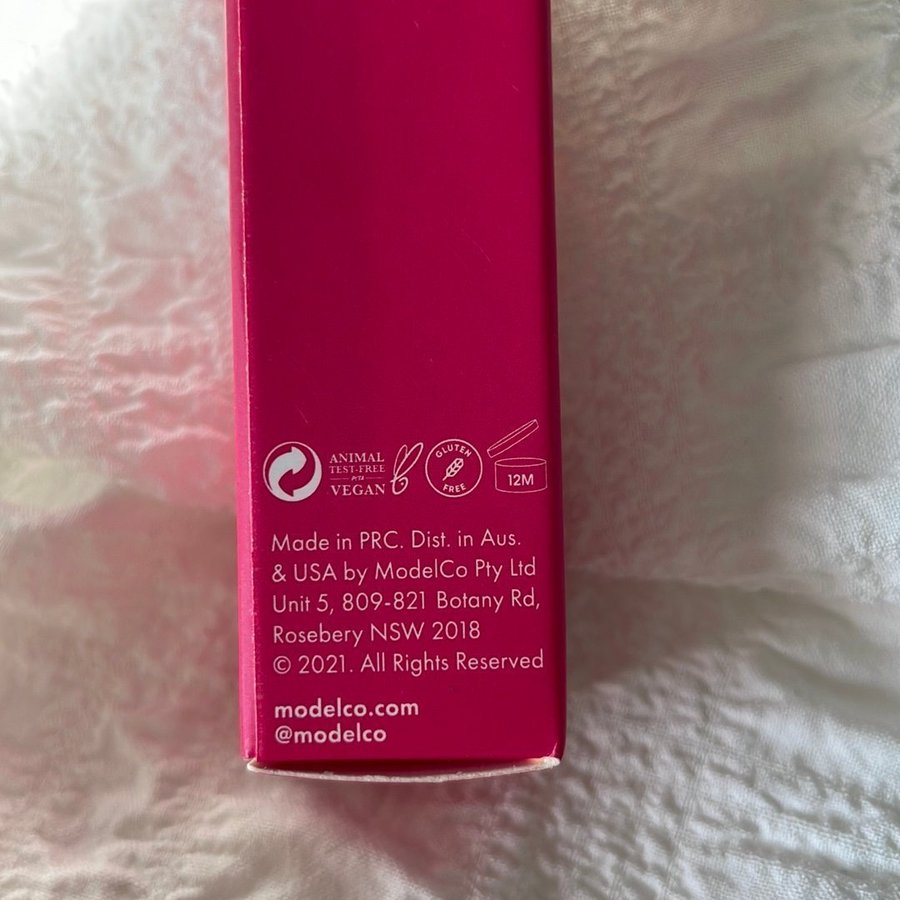 ANIMAL
TEST-FREE
PETA
VEGAN
GLUTEN
FREE
12M
Made in PRC. Dist. in Aus.
& USA by ModelCo Pty Ltd
Unit 5, 809-821 Botany Rd,
Rosebery NSW 2018
© 2021. All Rights Reserved
modelco.com
@modelco